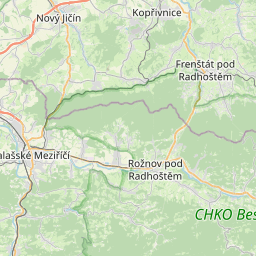 Kopřivnice
Nový Jičín
Frenštát pod
Radhoštěm
alašské Meziříčí
Rožnov pod
Radhoštěm
CHKO Bes